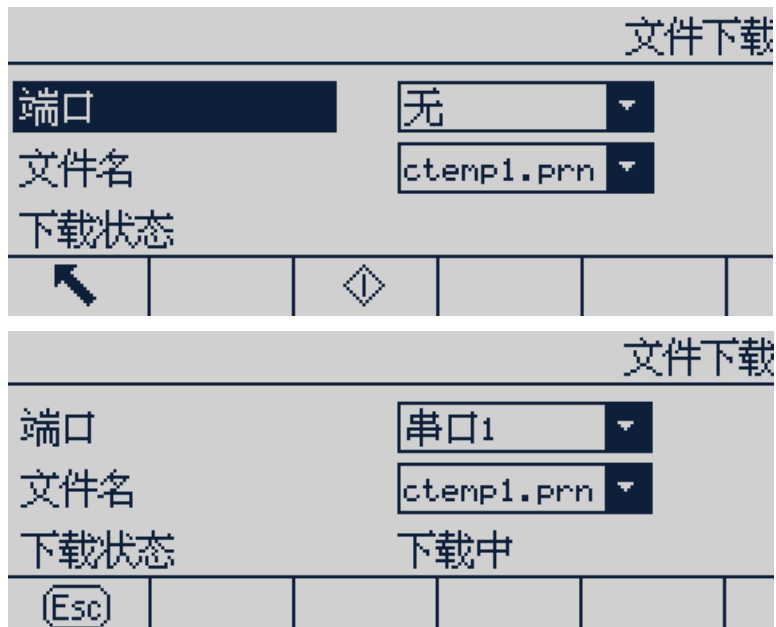 文件下载
端口 无
文件名 ctemp1.prn
下载状态
文件下载
端口 串口1
文件名 ctemp1.prn
下载状态 下载中
Esc